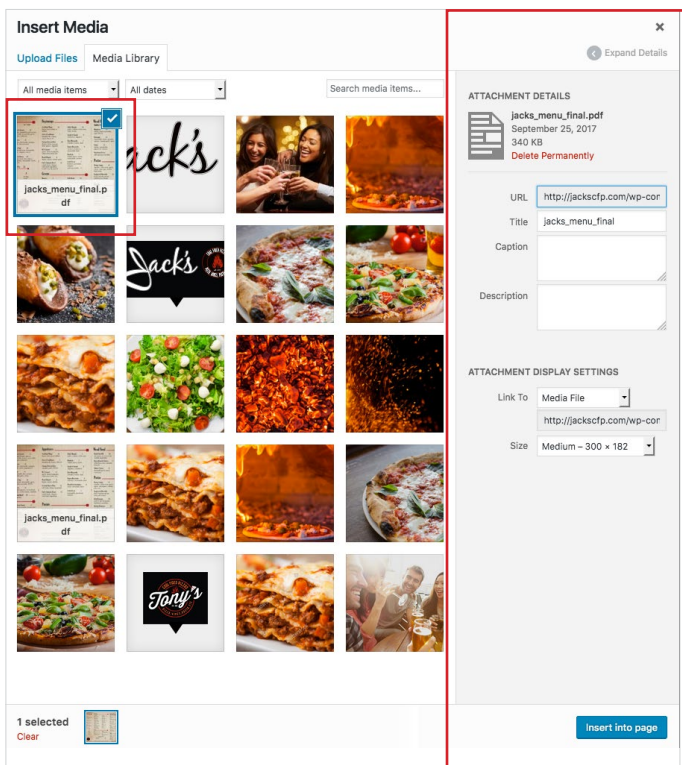 Insert Media
×
Upload Files Media Library
Expand Details
All media items All dates Search media items...
ATTACHMENT DETAILS
jacks_menu_final.pdf
September 25, 2017
340 KB
Delete Permanently
jacks_menu_final.p
df
ack's
URL http://jackscfp.com/wp-cor
Title jacks_menu_final
Caption
Description
Jack's
ATTACHMENT DISPLAY SETTINGS
Link To Media File
http://jackscfp.com/wp-cor
Size Medium – 300 × 182
jacks_menu_final.p
df
Tony's
1 selected
Clear
Insert into page